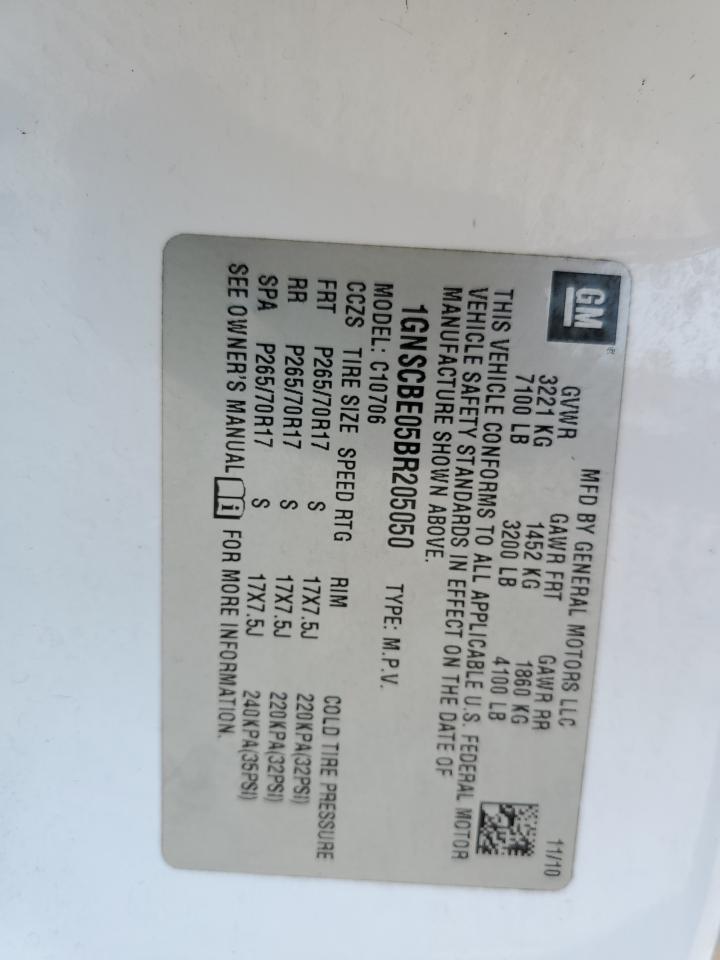 GM
MFD BY GENERAL MOTORS LLC 11/10
GVWR GAWR FRT GAWR RR
3221 KG 1452 KG 1860 KG
7100 LB 3200 LB 4100 LB
THIS VEHICLE CONFORMS TO ALL APPLICABLE U.S. FEDERAL MOTOR
VEHICLE SAFETY STANDARDS IN EFFECT ON THE DATE OF
MANUFACTURE SHOWN ABOVE.
1GNSCBE05BR205050 TYPE: M.P.V.
MODEL: C10706
CCZS TIRE SIZE SPEED RTG RIM COLD TIRE PRESSURE
FRT P265/70R17 S 17X7.5J 220KPA(32PSI)
RR P265/70R17 S 17X7.5J 220KPA(32PSI)
SPA P265/70R17 S 17X7.5J 240KPA(35PSI)
SEE OWNER'S MANUAL i FOR MORE INFORMATION.